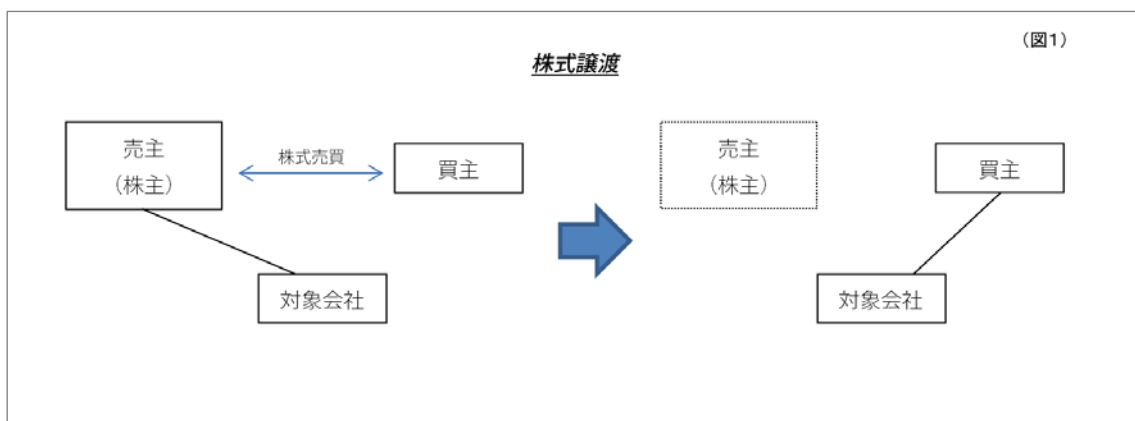 (図1)
株式譲渡
売主
(株主)
株式売買
買主
対象会社
売主
(株主)
買主
対象会社